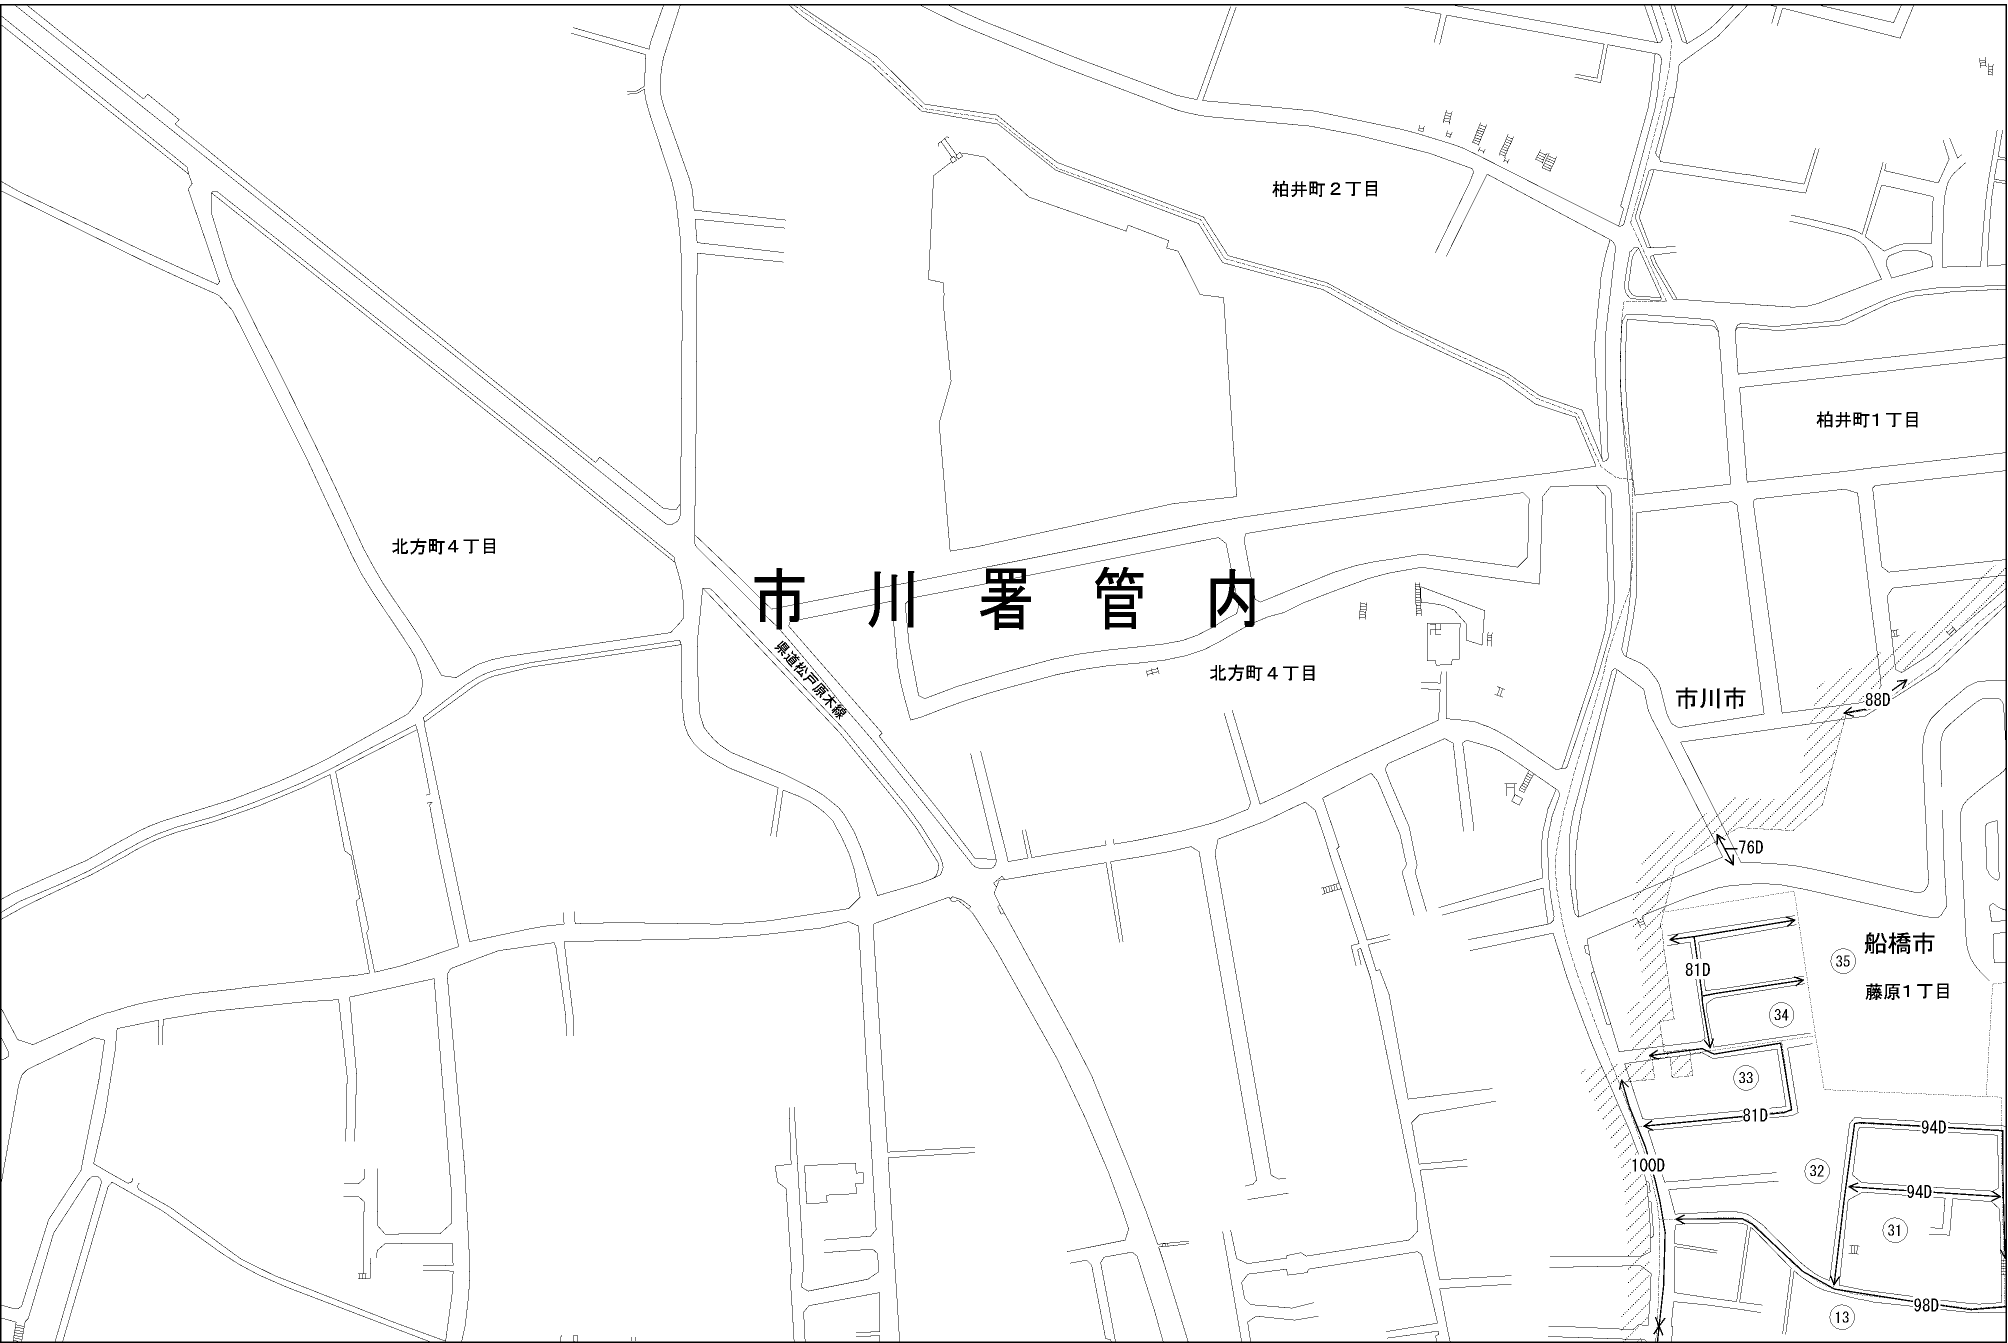 柏井町２丁目
柏井町１丁目
北方町４丁目
市川署管内
県道松戸原木線
北方町４丁目
市川市
88D
76D
船橋市
35
81D
藤原１丁目
34
33
81D
94D
100D
32
94D
31
98D
13